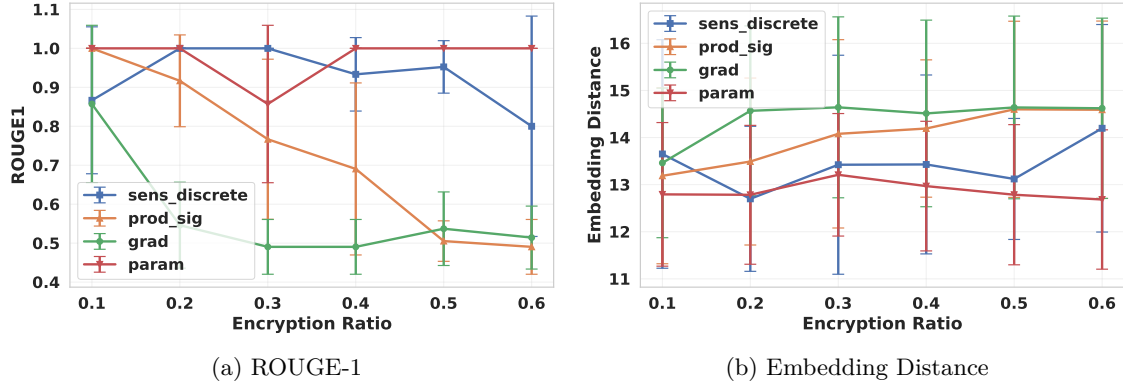 1.1
1.0
0.9
0.8
0.7
0.6
0.5
0.4
ROUGE1
sens_discrete
prod_sig
grad
param
0.1 0.2 0.3 0.4 0.5 0.6
Encryption Ratio
(a) ROUGE-1
16
15
14
13
12
11
Embedding Distance
sens_discrete
prod_sig
grad
param
0.1 0.2 0.3 0.4 0.5 0.6
Encryption Ratio
(b) Embedding Distance